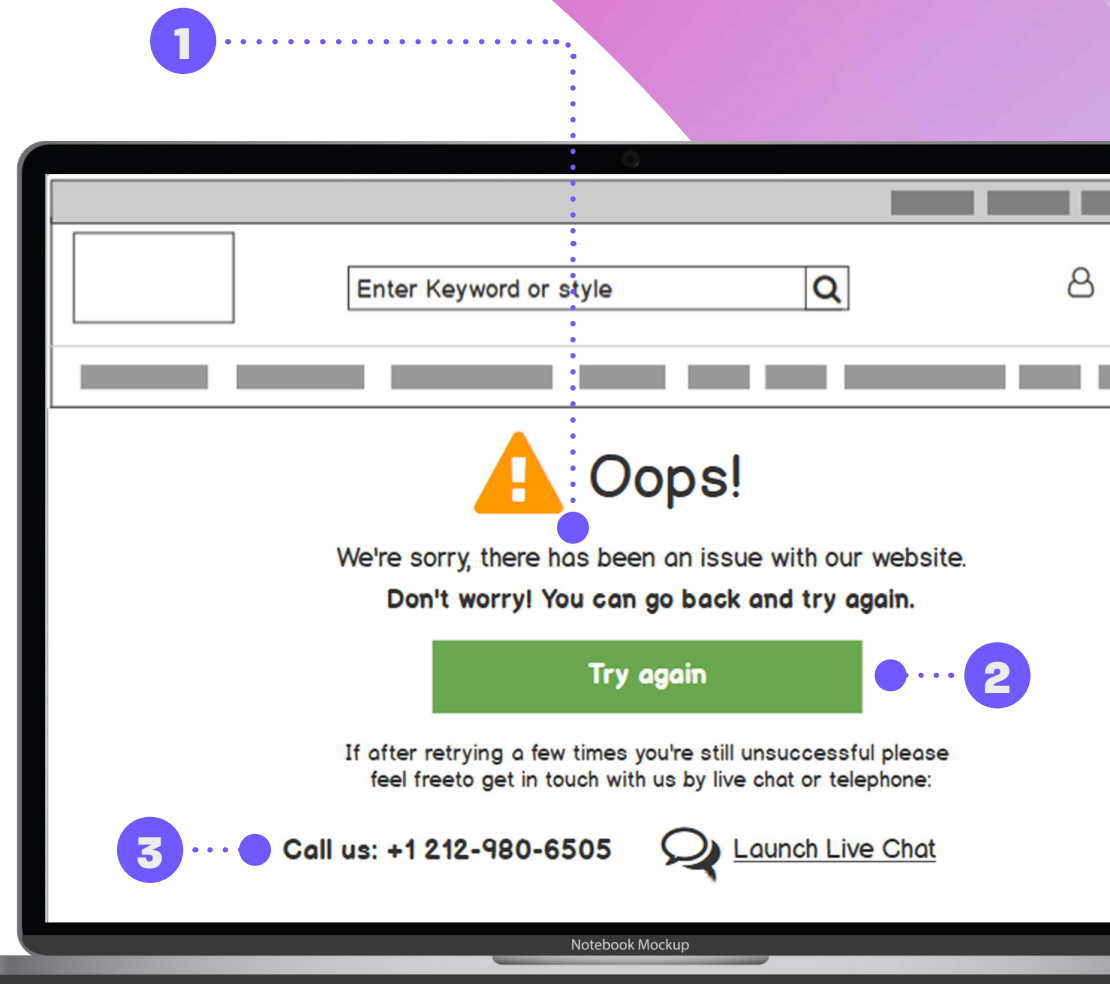 1
Enter Keyword or style
Oops!
We're sorry, there has been an issue with our website.
Don't worry! You can go back and try again.
Try again
2
If after retrying a few times you're still unsuccessful please
feel freeto get in touch with us by live chat or telephone:
3
Call us: +1 212-980-6505
Launch Live Chat
Notebook Mockup